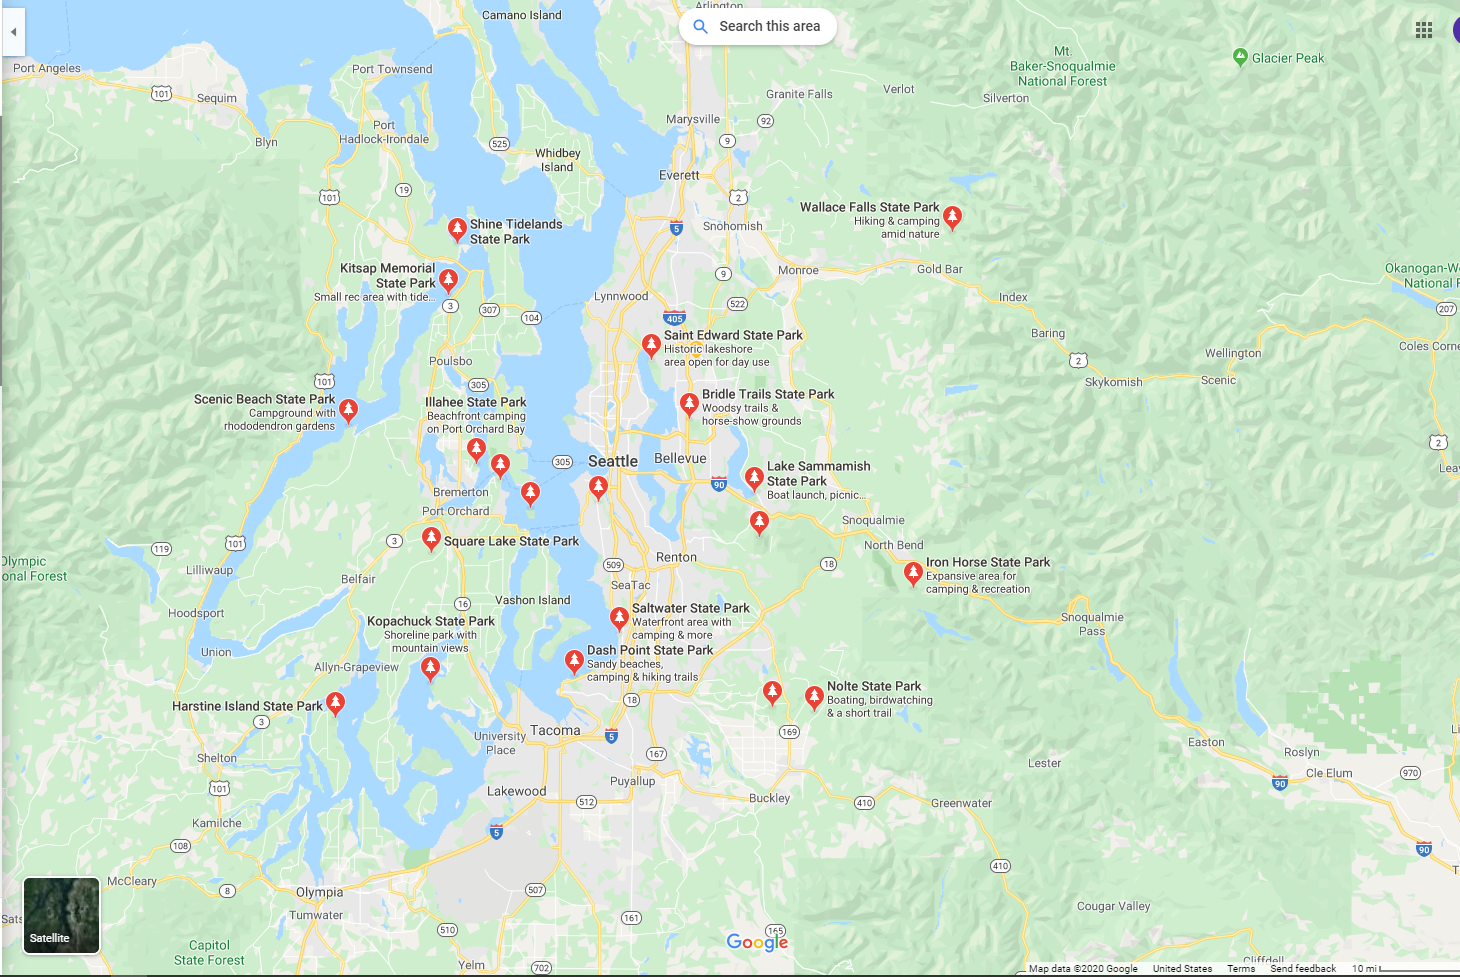 Camano Island
Arlington
Search this area
Port Angeles
Port Townsend
Mt.
Baker-Snoqualmie
National Forest
Glacier Peak
101
Sequim
Granite Falls
Verlot
Silverton
Port
Hadlock-Irondale
Marysville
92
Blyn
525
9
Whidbey
Island
Everett
101
19
2
Wallace Falls State Park
Hiking & camping
amid nature
Shine Tidelands
State Park
5
Snohomish
Kitsap Memorial
State Park
Small rec area with tide...
9
Monroe
Gold Bar
Okanogan-We
National F
3
307
104
Lynnwood
522
Index
207
405
Saint Edward State Park
Historic lakeshore
area open for day use
Baring
Wellington
Coles Corne
Poulsbo
2
101
305
Skykomish
Scenic
Scenic Beach State Park
Campground with
rhododendron gardens
Illahee State Park
Beachfront camping
on Port Orchard Bay
Bridle Trails State Park
Woodsy trails &
horse-show grounds
2
305
Seattle
Bellevue
Lake Sammamish
State Park
Boat launch, picnic...
Leav
90
Bremerton
Port Orchard
Snoqualmie
3
Square Lake State Park
North Bend
119
101
Olympic
onal Forest
Lilliwaup
Belfair
509
Renton
18
Iron Horse State Park
Expansive area for
camping & recreation
SeaTac
16
Vashon Island
Hoodsport
Saltwater State Park
Waterfront area with
camping & more
Snoqualmie
Pass
Kopachuck State Park
Shoreline park with
mountain views
Union
Allyn-Grapeview
Dash Point State Park
Sandy beaches,
camping & hiking trails
Harstine Island State Park
18
Nolte State Park
Boating, birdwatching
& a short trail
3
University
Place
Tacoma
5
169
Easton
Roslyn
Shelton
167
Lester
Cle Elum
970
101
Lakewood
Puyallup
90
512
Buckley
410
Greenwater
Kamilche
5
108
90
410
McCleary
8
Olympia
507
Tumwater
161
Cougar Valley
Sats
Satellite
510
165
Google
Capitol
State Forest
Yelm
702
Cliffdell
Map data ©2020 Google
United States
Terms
Send feedback
10 mi